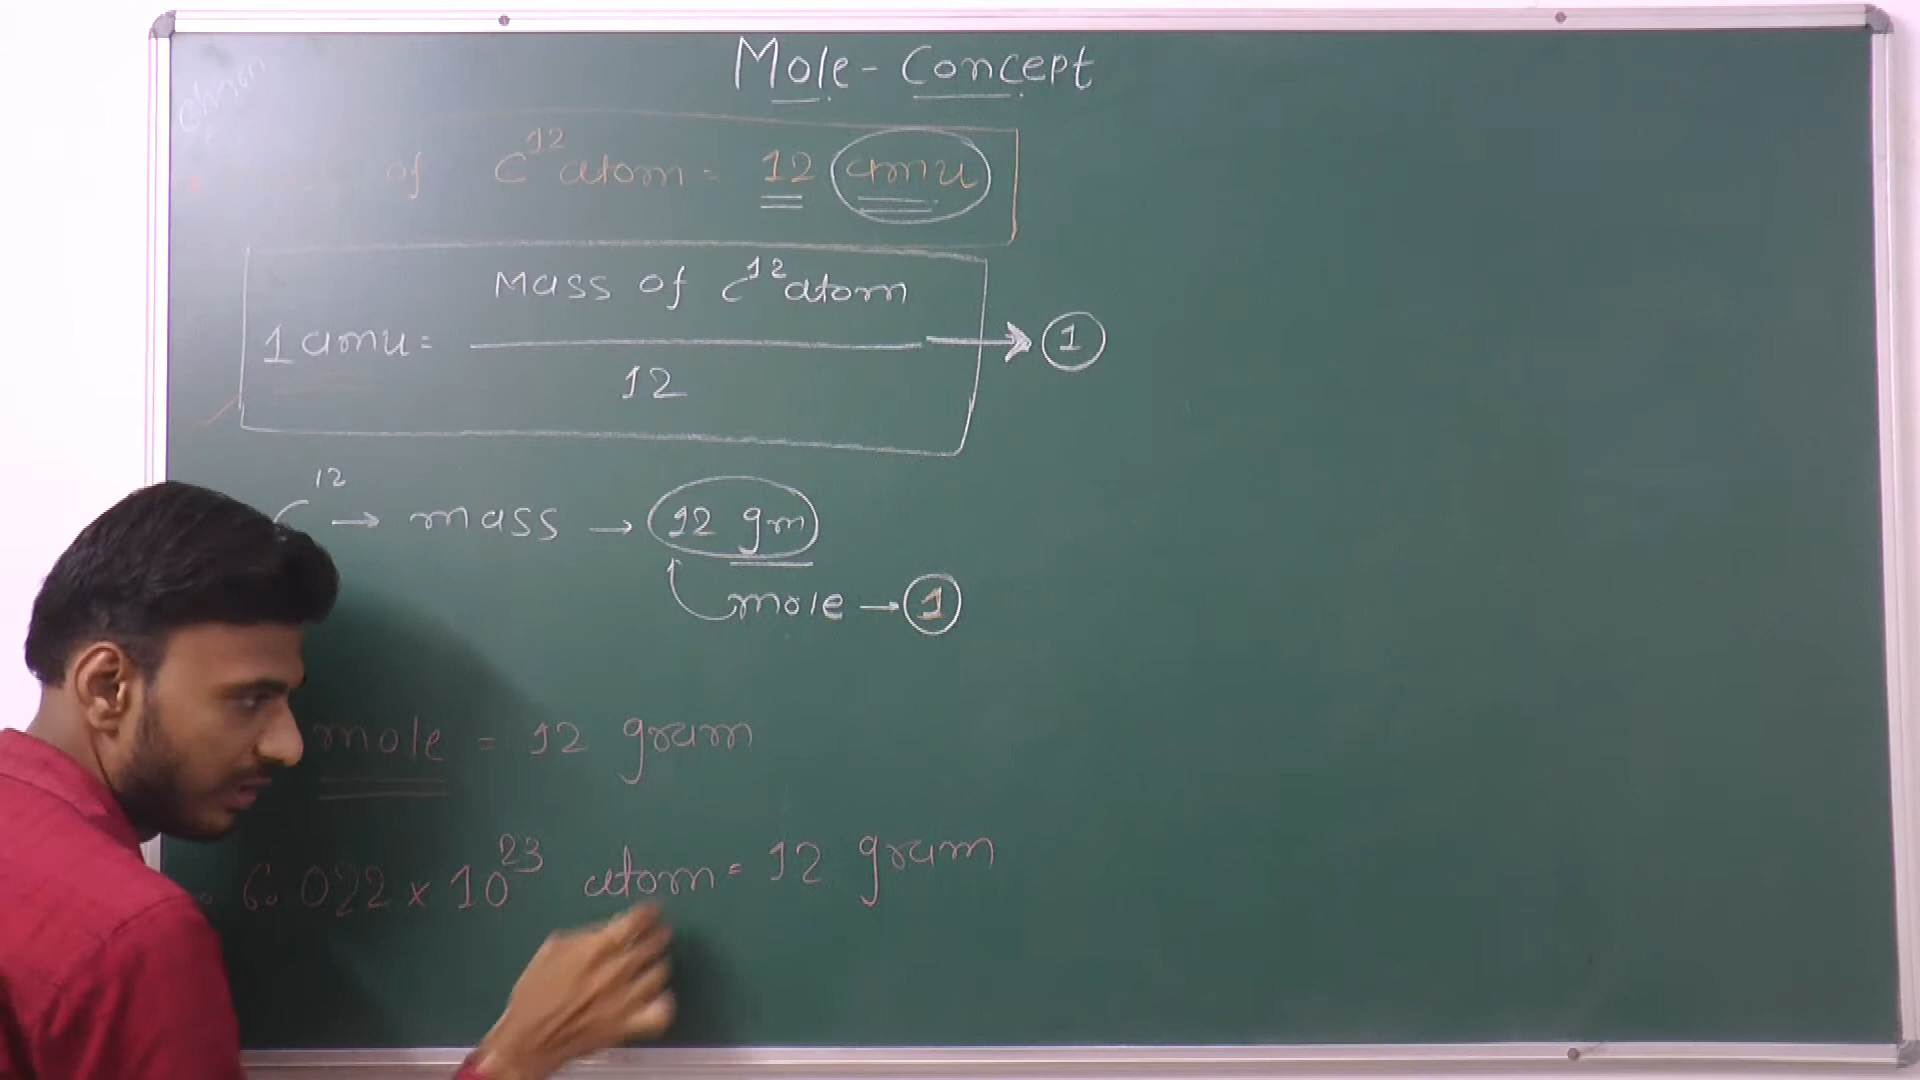 Mole - Concept
of C¹² atom = 12 amu
Mass of C¹² atom
1 amu = → 1
12
C¹² → mass → 12 gm
mole → 1
mole = 12 gram
6.022 x 10²³ atom = 12 gram